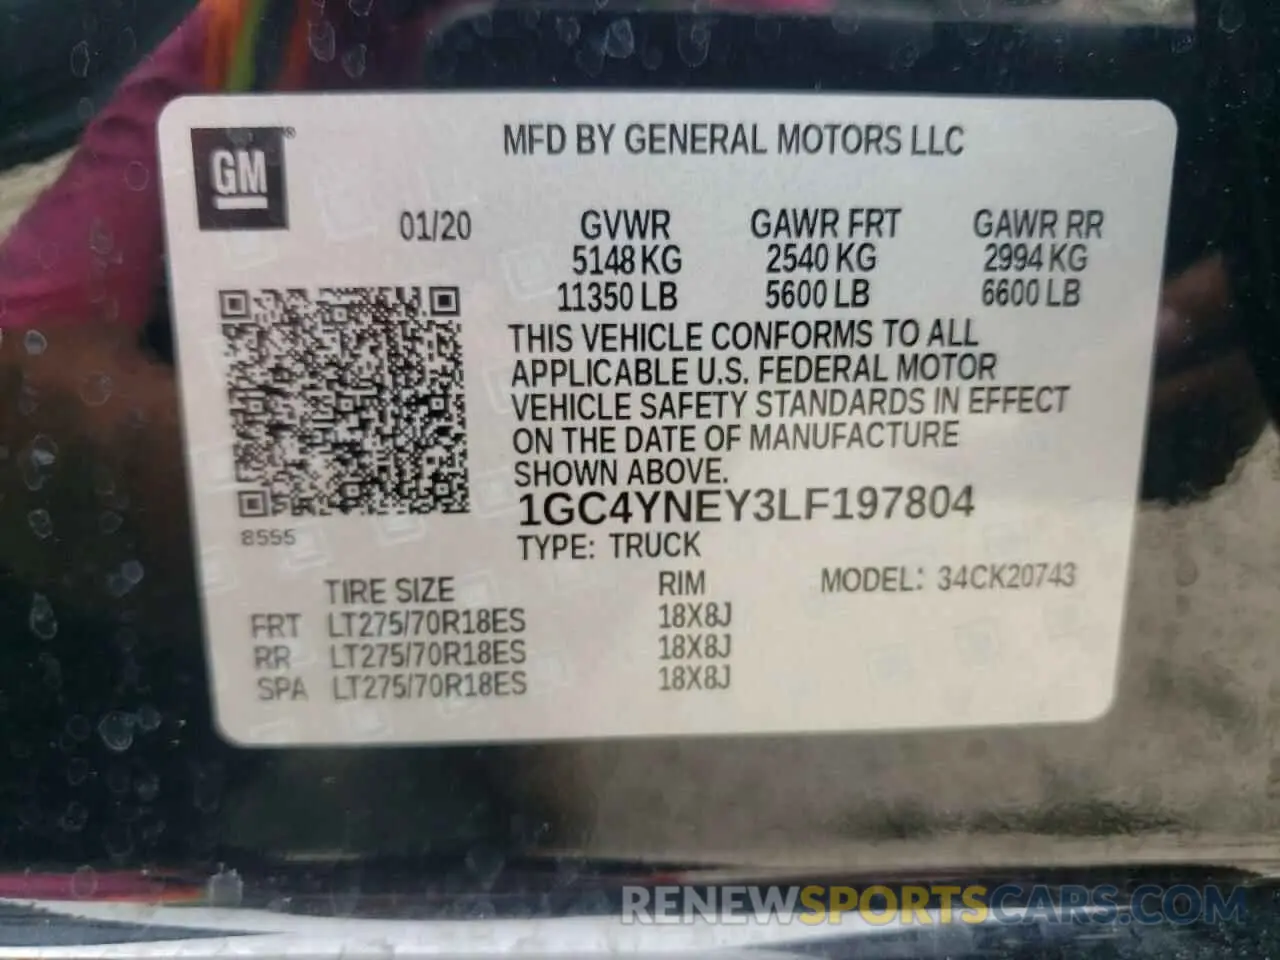 MFD BY GENERAL MOTORS LLC
GM®
01/20
GVWR GAWR FRT GAWR RR
5148 KG 2540 KG 2994 KG
11350 LB 5600 LB 6600 LB
THIS VEHICLE CONFORMS TO ALL
APPLICABLE U.S. FEDERAL MOTOR
VEHICLE SAFETY STANDARDS IN EFFECT
ON THE DATE OF MANUFACTURE
SHOWN ABOVE.
1GC4YNEY3LF197804
8555
TYPE: TRUCK
TIRE SIZE RIM MODEL: 34CK20743
FRT LT275/70R18ES 18X8J
RR LT275/70R18ES 18X8J
SPA LT275/70R18ES 18X8J
RENEWSPORTSCARS.COM